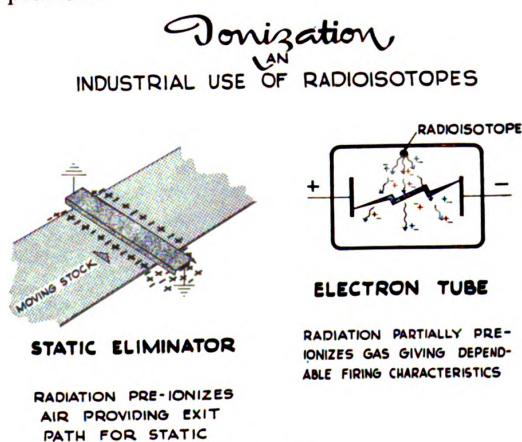 Ionization
AN
INDUSTRIAL USE OF RADIOISOTOPES
RADIOISOTOPE
+
−
MOVING STOCK
STATIC ELIMINATOR
RADIATION PRE-IONIZES
AIR PROVIDING EXIT
PATH FOR STATIC
ELECTRON TUBE
RADIATION PARTIALLY PRE-
IONIZES GAS GIVING DEPEND-
ABLE FIRING CHARACTERISTICS